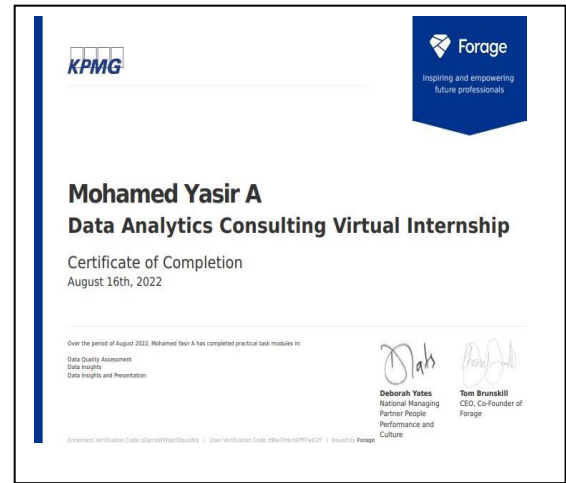 KPMG
Forage
Inspiring and empowering
future professionals
Mohamed Yasir A
Data Analytics Consulting Virtual Internship
Certificate of Completion
August 16th, 2022
Over the period of August 2022, Mohamed Yasir A has completed practical task modules in:
Data Quality Assessment
Data Insights
Data Insights and Presentation
Deborah Yates
National Managing
Partner People
Performance and
Culture
Tom Brunskill
CEO, Co-Founder of
Forage
Enrolment Verification Code | User Verification Code | Issued by Forage